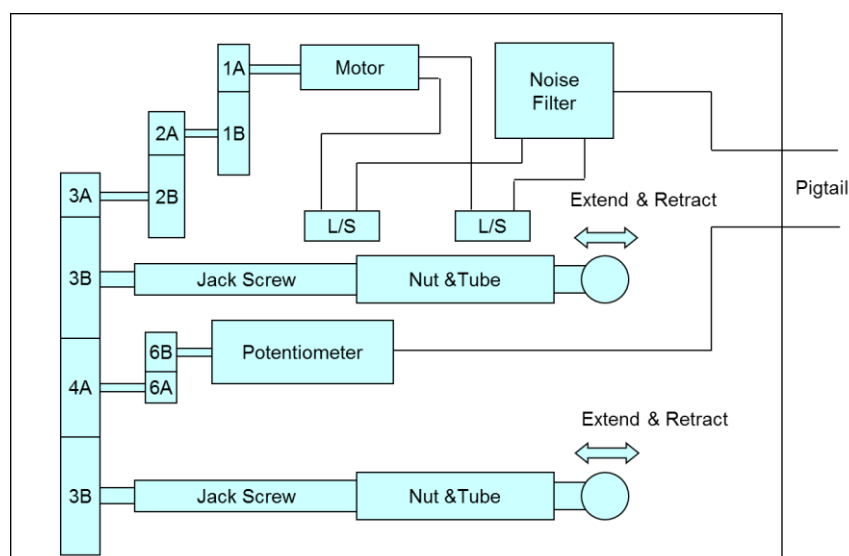 1A
Motor
Noise
Filter
2A
1B
3A
2B
Pigtail
L/S
L/S
Extend & Retract
3B
Jack Screw
Nut &Tube
6B
Potentiometer
4A
6A
Extend & Retract
3B
Jack Screw
Nut &Tube